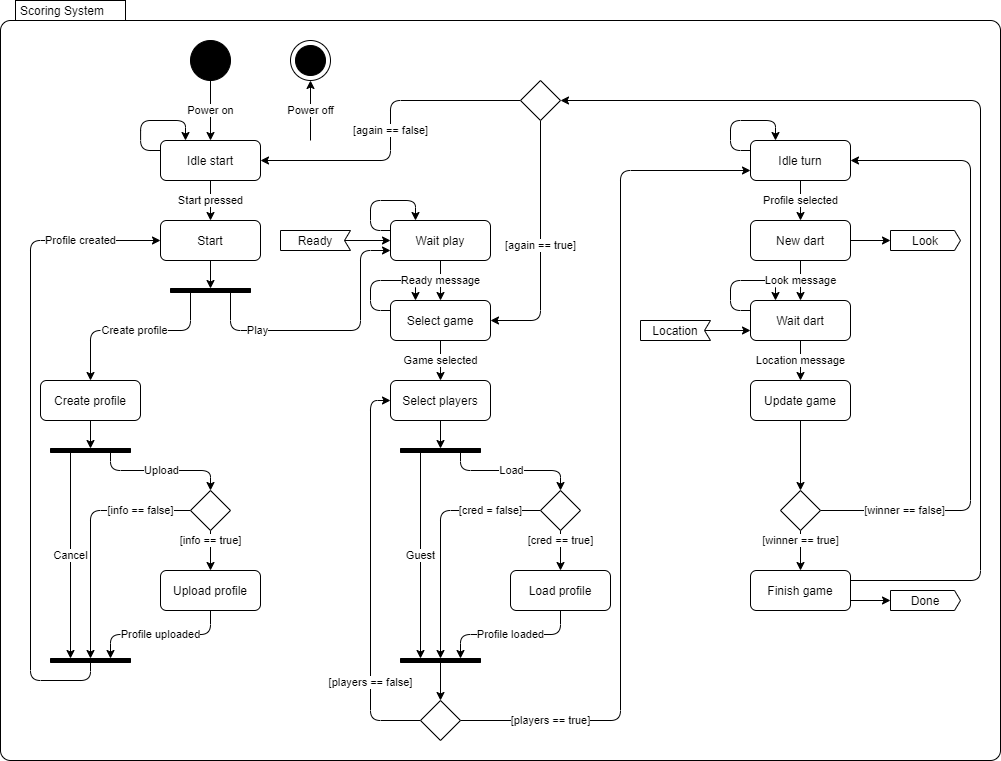 Scoring System
Power on
Power off
[again == false]
Idle start
Idle turn
Start pressed
Profile selected
Profile created
Start
Ready
Wait play
[again == true]
New dart
Look
Ready message
Look message
Create profile
Play
Select game
Location
Wait dart
Game selected
Location message
Create profile
Select players
Update game
Upload
Load
[info == false]
[cred = false]
[winner == false]
[info == true]
[cred == true]
[winner == true]
Cancel
Guest
Upload profile
Load profile
Finish game
Done
Profile uploaded
Profile loaded
[players == false]
[players == true]